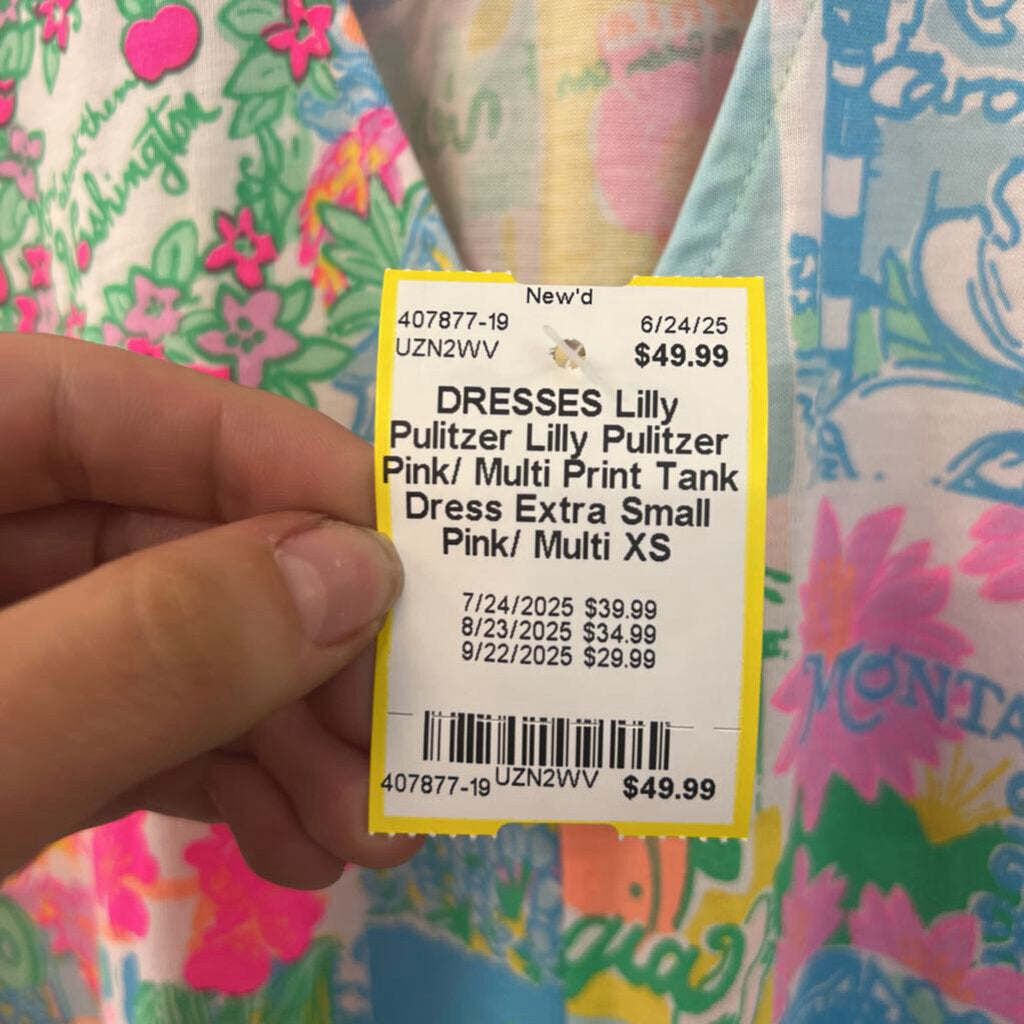 Washington
Caro
New'd
407877-19
6/24/25
UZN2WV
$49.99
DRESSES Lilly
Pulitzer Lilly Pulitzer
Pink/ Multi Print Tank
Dress Extra Small
Pink/ Multi XS
7/24/2025 $39.99
8/23/2025 $34.99
9/22/2025 $29.99
MONTA
407877-19
UZN2WV
$49.99